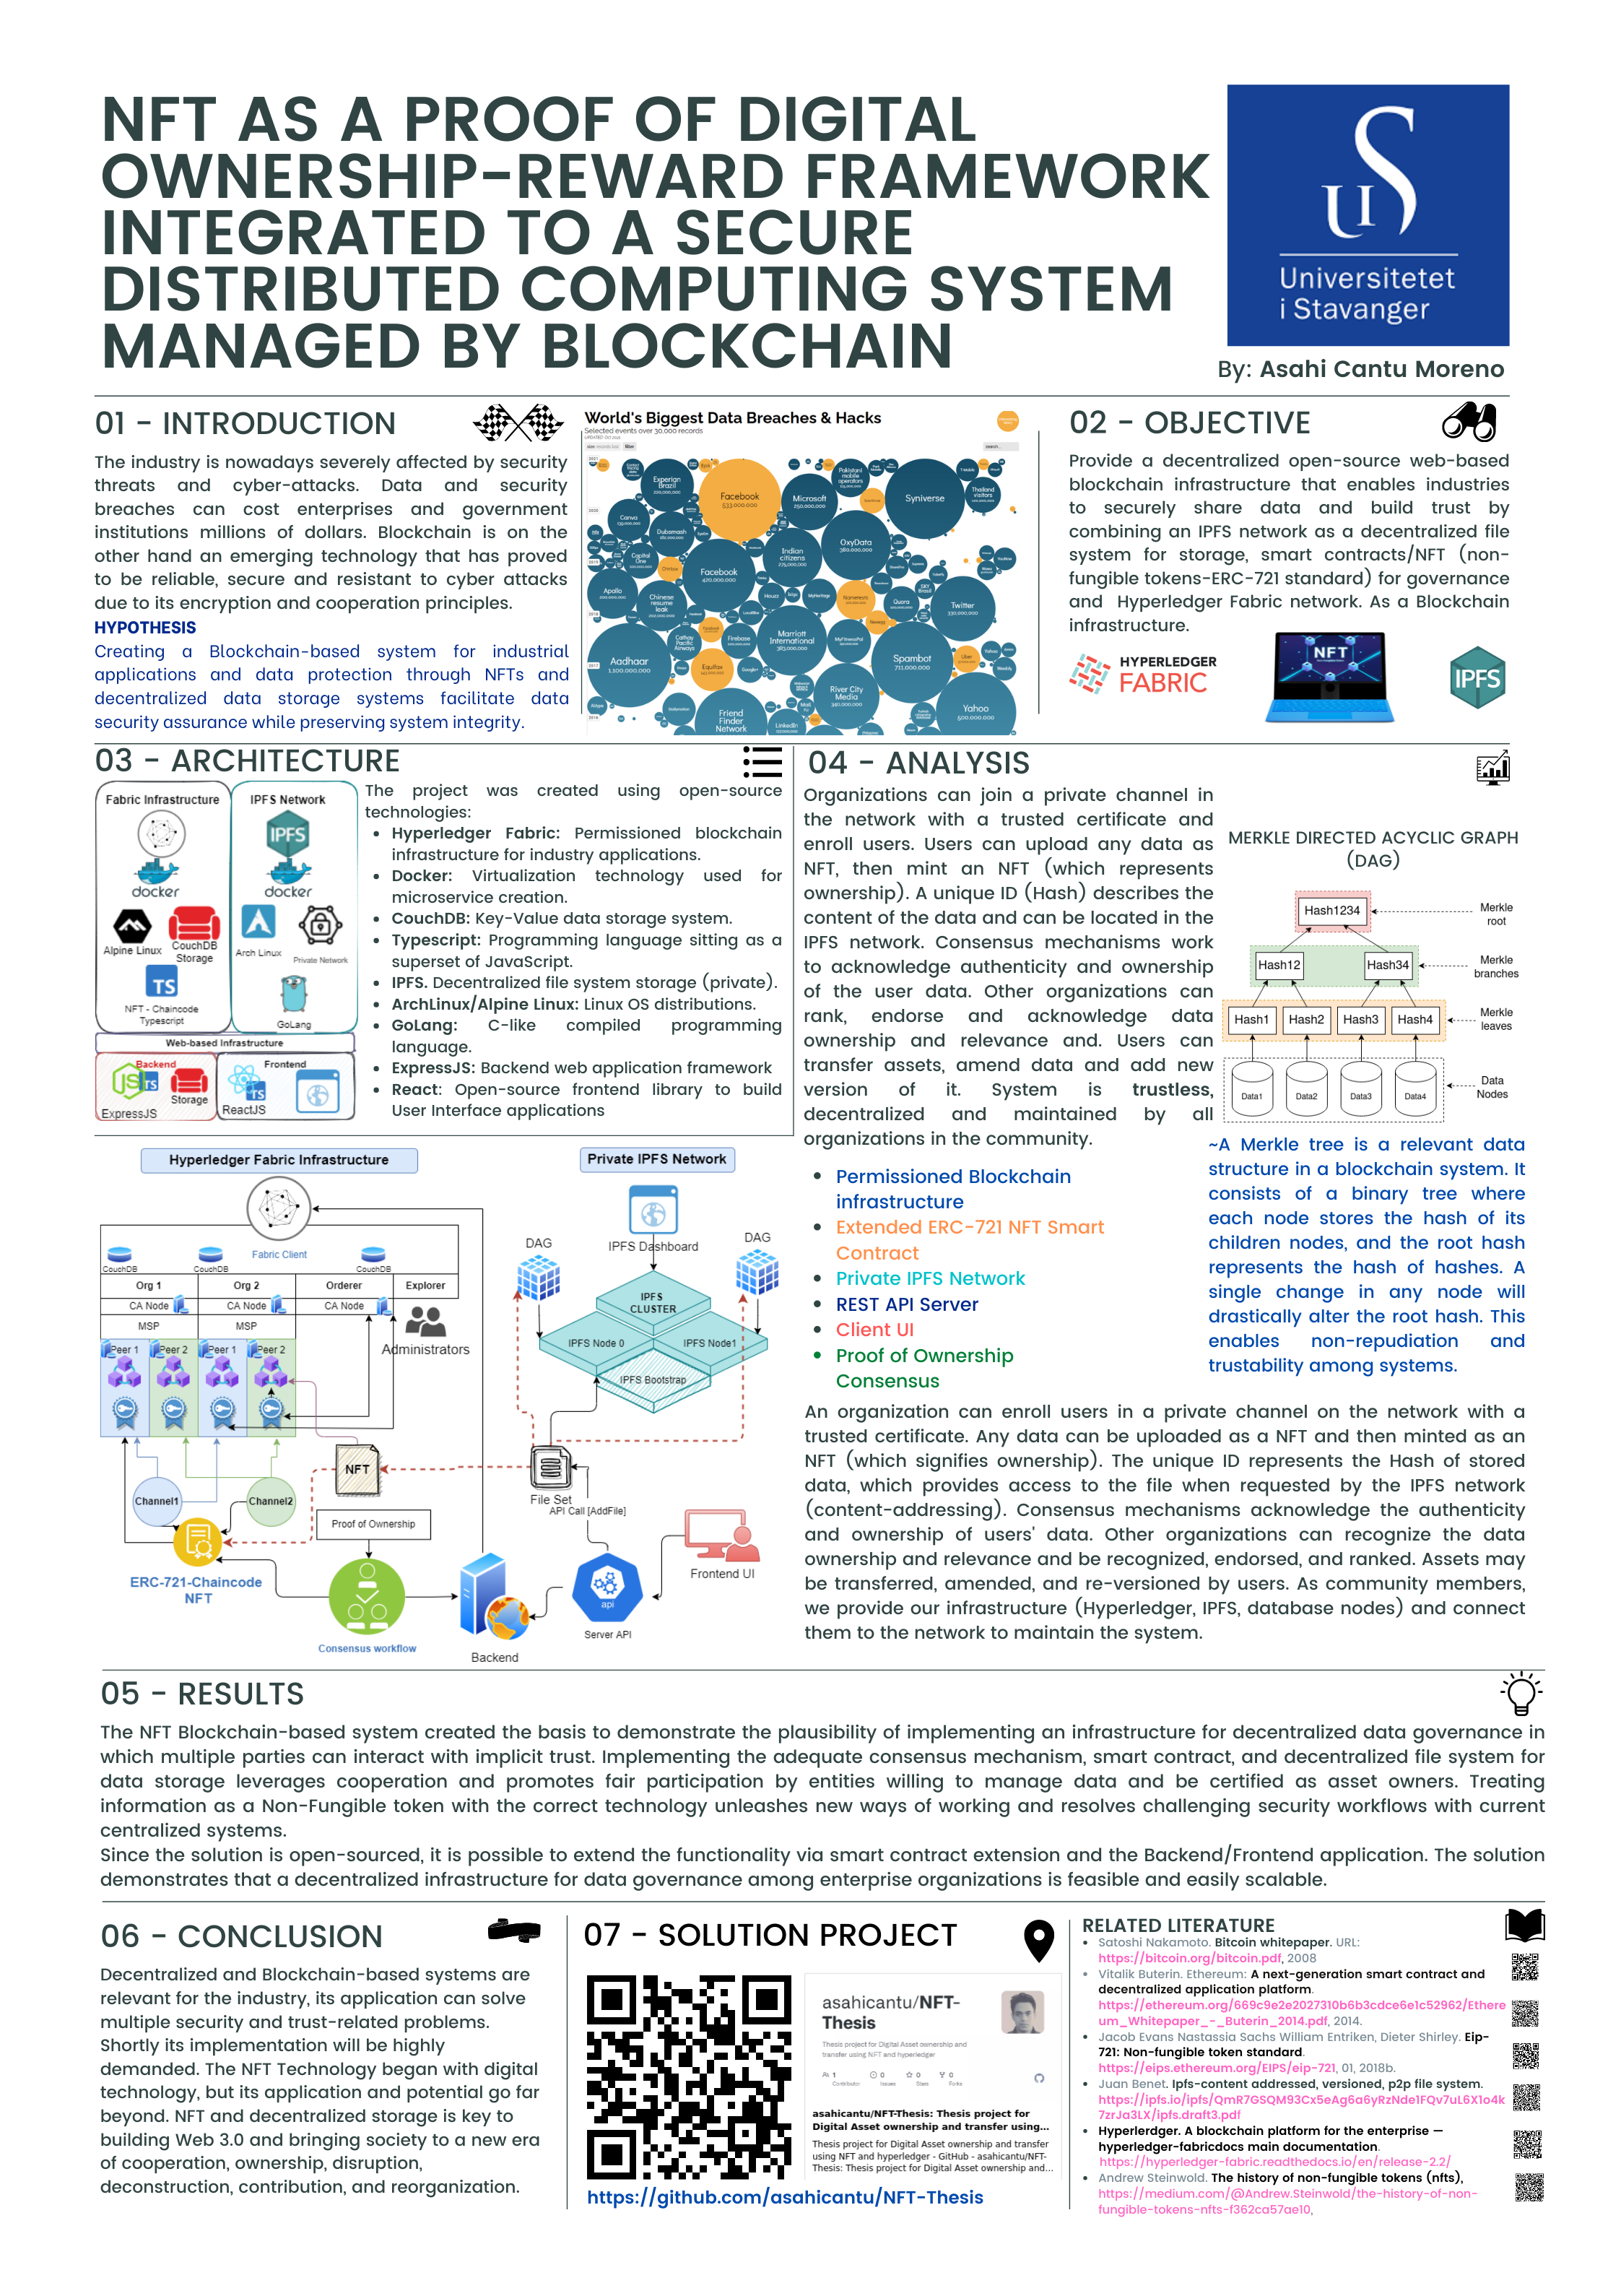 NFT AS A PROOF OF DIGITAL
OWNERSHIP-REWARD FRAMEWORK
INTEGRATED TO A SECURE
DISTRIBUTED COMPUTING SYSTEM
MANAGED BY BLOCKCHAIN
uS
Universitetet
i Stavanger
By: Asahi Cantu Moreno
01 - INTRODUCTION
The industry is nowadays severely affected by security
threats and cyber-attacks. Data and security
breaches can cost enterprises and government
institutions millions of dollars. Blockchain is on the
other hand an emerging technology that has proved
to be reliable, secure and resistant to cyber attacks
due to its encryption and cooperation principles.
HYPOTHESIS
Creating a Blockchain-based system for industrial
applications and data protection through NFTs and
decentralized data storage systems facilitate data
security assurance while preserving system integrity.
World's Biggest Data Breaches & Hacks
Selected events over 30,000 records
Experian
Brazil
220,000,000
Facebook
533,000,000
Microsoft
250,000,000
Pakistani
mobile
operators
Syniverse
Thailand
visitors
Canva
Dubsmash
OxyData
380,000,000
Capital
One
Indian
citizens
275,000,000
Facebook
420,000,000
Apollo
Chinese
resume
leak
Quora
Twitter
330,000,000
Cathay
Pacific
Airways
Firebase
Marriott
International
383,000,000
MyFitnessPal
Aadhaar
1,100,000,000
Equifax
Spambot
711,000,000
Uber
River City
Media
340,000,000
Friend
Finder
Network
LinkedIn
Yahoo
500,000,000
02 - OBJECTIVE
Provide a decentralized open-source web-based
blockchain infrastructure that enables industries
to securely share data and build trust by
combining an IPFS network as a decentralized file
system for storage, smart contracts/NFT (non-
fungible tokens-ERC-721 standard) for governance
and Hyperledger Fabric network. As a Blockchain
infrastructure.
HYPERLEDGER
FABRIC
NFT
IPFS
03 - ARCHITECTURE
Fabric Infrastructure
docker
Alpine Linux
CouchDB
Storage
TS
NFT - Chaincode
Typescript
IPFS Network
IPFS
docker
Arch Linux
Private Network
GoLang
Web-based Infrastructure
Backend
JS
TS
Storage
ExpressJS
Frontend
TS
ReactJS
The project was created using open-source
technologies:
• Hyperledger Fabric: Permissioned blockchain
infrastructure for industry applications.
• Docker: Virtualization technology used for
microservice creation.
• CouchDB: Key-Value data storage system.
• Typescript: Programming language sitting as a
superset of JavaScript.
• IPFS. Decentralized file system storage (private).
• ArchLinux/Alpine Linux: Linux OS distributions.
• GoLang: C-like compiled programming
language.
• ExpressJS: Backend web application framework
• React: Open-source frontend library to build
User Interface applications
Hyperledger Fabric Infrastructure
Fabric Client
CouchDB
CouchDB
CouchDB
Org 1
Org 2
Orderer
Explorer
CA Node
CA Node
CA Node
MSP
MSP
Administrators
Peer 1
Peer 2
Peer 1
Peer 2
Channel1
Channel2
NFT
Proof of Ownership
ERC-721-Chaincode
NFT
Consensus workflow
Private IPFS Network
IPFS Dashboard
DAG
DAG
IPFS
CLUSTER
IPFS Node 0
IPFS Node1
IPFS Bootstrap
File Set
API Call [AddFile]
Frontend UI
api
Server API
Backend
04 - ANALYSIS
Organizations can join a private channel in
the network with a trusted certificate and
enroll users. Users can upload any data as
NFT, then mint an NFT (which represents
ownership). A unique ID (Hash) describes the
content of the data and can be located in the
IPFS network. Consensus mechanisms work
to acknowledge authenticity and ownership
of the user data. Other organizations can
rank, endorse and acknowledge data
ownership and relevance and. Users can
transfer assets, amend data and add new
version of it. System is trustless,
decentralized and maintained by all
organizations in the community.
• Permissioned Blockchain
infrastructure
• Extended ERC-721 NFT Smart
Contract
• Private IPFS Network
• REST API Server
• Client UI
• Proof of Ownership
Consensus
MERKLE DIRECTED ACYCLIC GRAPH
(DAG)
Hash1234
Merkle
root
Hash12
Hash34
Merkle
branches
Hash1
Hash2
Hash3
Hash4
Merkle
leaves
Data1
Data2
Data3
Data4
Data
Nodes
~A Merkle tree is a relevant data
structure in a blockchain system. It
consists of a binary tree where
each node stores the hash of its
children nodes, and the root hash
represents the hash of hashes. A
single change in any node will
drastically alter the root hash. This
enables non-repudiation and
trustability among systems.
An organization can enroll users in a private channel on the network with a
trusted certificate. Any data can be uploaded as a NFT and then minted as an
NFT (which signifies ownership). The unique ID represents the Hash of stored
data, which provides access to the file when requested by the IPFS network
(content-addressing). Consensus mechanisms acknowledge the authenticity
and ownership of users' data. Other organizations can recognize the data
ownership and relevance and be recognized, endorsed, and ranked. Assets may
be transferred, amended, and re-versioned by users. As community members,
we provide our infrastructure (Hyperledger, IPFS, database nodes) and connect
them to the network to maintain the system.
05 - RESULTS
The NFT Blockchain-based system created the basis to demonstrate the plausibility of implementing an infrastructure for decentralized data governance in
which multiple parties can interact with implicit trust. Implementing the adequate consensus mechanism, smart contract, and decentralized file system for
data storage leverages cooperation and promotes fair participation by entities willing to manage data and be certified as asset owners. Treating
information as a Non-Fungible token with the correct technology unleashes new ways of working and resolves challenging security workflows with current
centralized systems.
Since the solution is open-sourced, it is possible to extend the functionality via smart contract extension and the Backend/Frontend application. The solution
demonstrates that a decentralized infrastructure for data governance among enterprise organizations is feasible and easily scalable.
06 - CONCLUSION
Decentralized and Blockchain-based systems are
relevant for the industry, its application can solve
multiple security and trust-related problems.
Shortly its implementation will be highly
demanded. The NFT Technology began with digital
technology, but its application and potential go far
beyond. NFT and decentralized storage is key to
building Web 3.0 and bringing society to a new era
of cooperation, ownership, disruption,
deconstruction, contribution, and reorganization.
07 - SOLUTION PROJECT
asahicantu/NFT-
Thesis
Thesis project for Digital Asset ownership and
transfer using NFT and hyperledger
1
Contributor
0
Issues
0
Stars
0
Forks
asahicantu/NFT-Thesis: Thesis project for
Digital Asset ownership and transfer using...
Thesis project for Digital Asset ownership and transfer
using NFT and hyperledger - GitHub - asahicantu/NFT-
Thesis: Thesis project for Digital Asset ownership and...
https://github.com/asahicantu/NFT-Thesis
RELATED LITERATURE
• Satoshi Nakamoto. Bitcoin whitepaper. URL:
https://bitcoin.org/bitcoin.pdf, 2008
• Vitalik Buterin. Ethereum: A next-generation smart contract and
decentralized application platform.
https://ethereum.org/669c9e2e2027310b6b3cdce6e1c52962/Ethere
um_Whitepaper_-_Buterin_2014.pdf, 2014.
• Jacob Evans Nastassia Sachs William Entriken, Dieter Shirley. Eip-
721: Non-fungible token standard.
https://eips.ethereum.org/EIPS/eip-721, 01, 2018b.
• Juan Benet. Ipfs-content addressed, versioned, p2p file system.
https://ipfs.io/ipfs/QmR7GSQM93Cx5eAg6a6yRzNde1FQv7uL6X1o4k
7zrJa3LX/ipfs.draft3.pdf
• Hyperlerdger. A blockchain platform for the enterprise —
hyperledger-fabricdocs main documentation.
https://hyperledger-fabric.readthedocs.io/en/release-2.2/
• Andrew Steinwold. The history of non-fungible tokens (nfts),
https://medium.com/@Andrew.Steinwold/the-history-of-non-
fungible-tokens-nfts-f362ca57ae10,